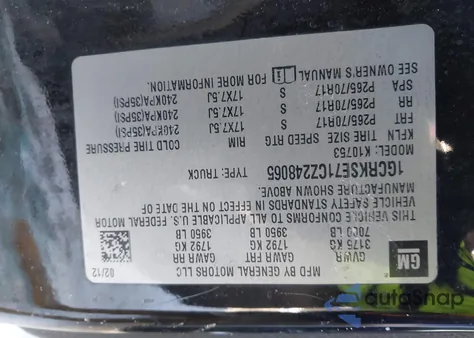 GM
MFD BY GENERAL MOTORS LLC
02/12
GVWR GAWR FRT GAWR RR
3175 KG 1792 KG 1792 KG
7000 LB 3950 LB 3950 LB
THIS VEHICLE CONFORMS TO ALL APPLICABLE U.S. FEDERAL MOTOR
VEHICLE SAFETY STANDARDS IN EFFECT ON THE DATE OF
MANUFACTURE SHOWN ABOVE.
1GCRKSE71CZ248065 TYPE: TRUCK
MODEL: K10753
KFLN TIRE SIZE SPEED RTG RIM COLD TIRE PRESSURE
FRT P265/70R17 S 17X7.5J 240KPA(35PSI)
RR P265/70R17 S 17X7.5J 240KPA(35PSI)
SPA P265/70R17 S 17X7.5J 240KPA(35PSI)
SEE OWNER'S MANUAL FOR MORE INFORMATION.
autoSnap